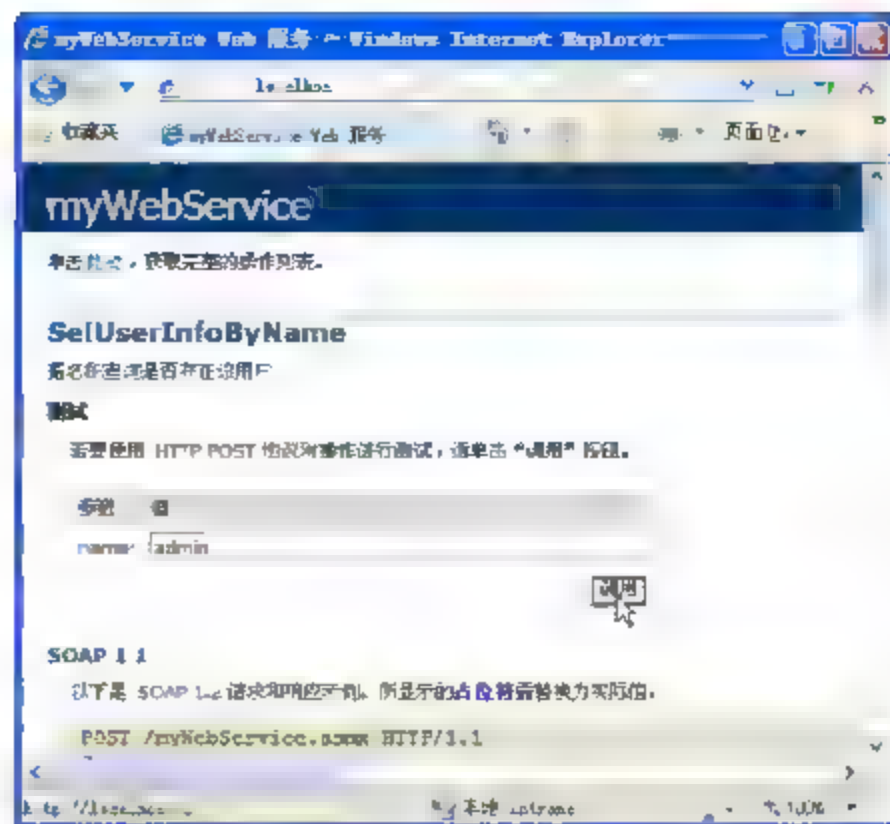 myWebService Web 服务 - Windows Internet Explorer
收藏夹 myWebService Web 服务 页面
myWebService
单击此处，获取完整的操作列表。
SelUserInfoByName
测试
若要使用 HTTP POST 协议对操作进行测试，请单击“调用”按钮。
参数 值
name: admin
调用
SOAP 1.1
以下是 SOAP 请求和响应示例。所显示的占位符需替换为实际值。
POST /myWebService.asmx HTTP/1.1
本地 Intranet 100%